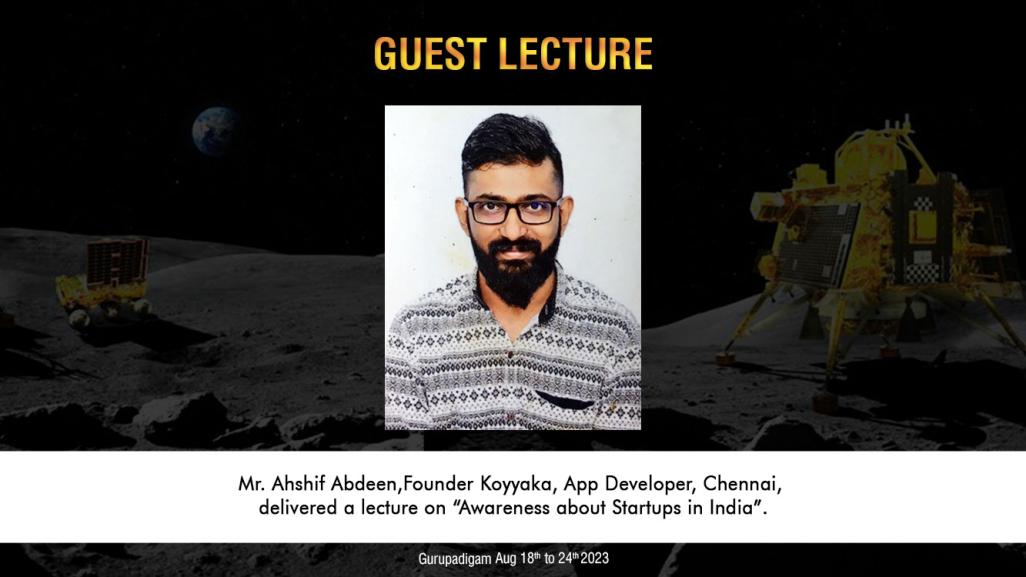 GUEST LECTURE
Mr. Ahshif Abdeen,Founder Koyyaka, App Developer, Chennai,
delivered a lecture on “Awareness about Startups in India”.
Gurupadigam Aug 18th to 24th 2023